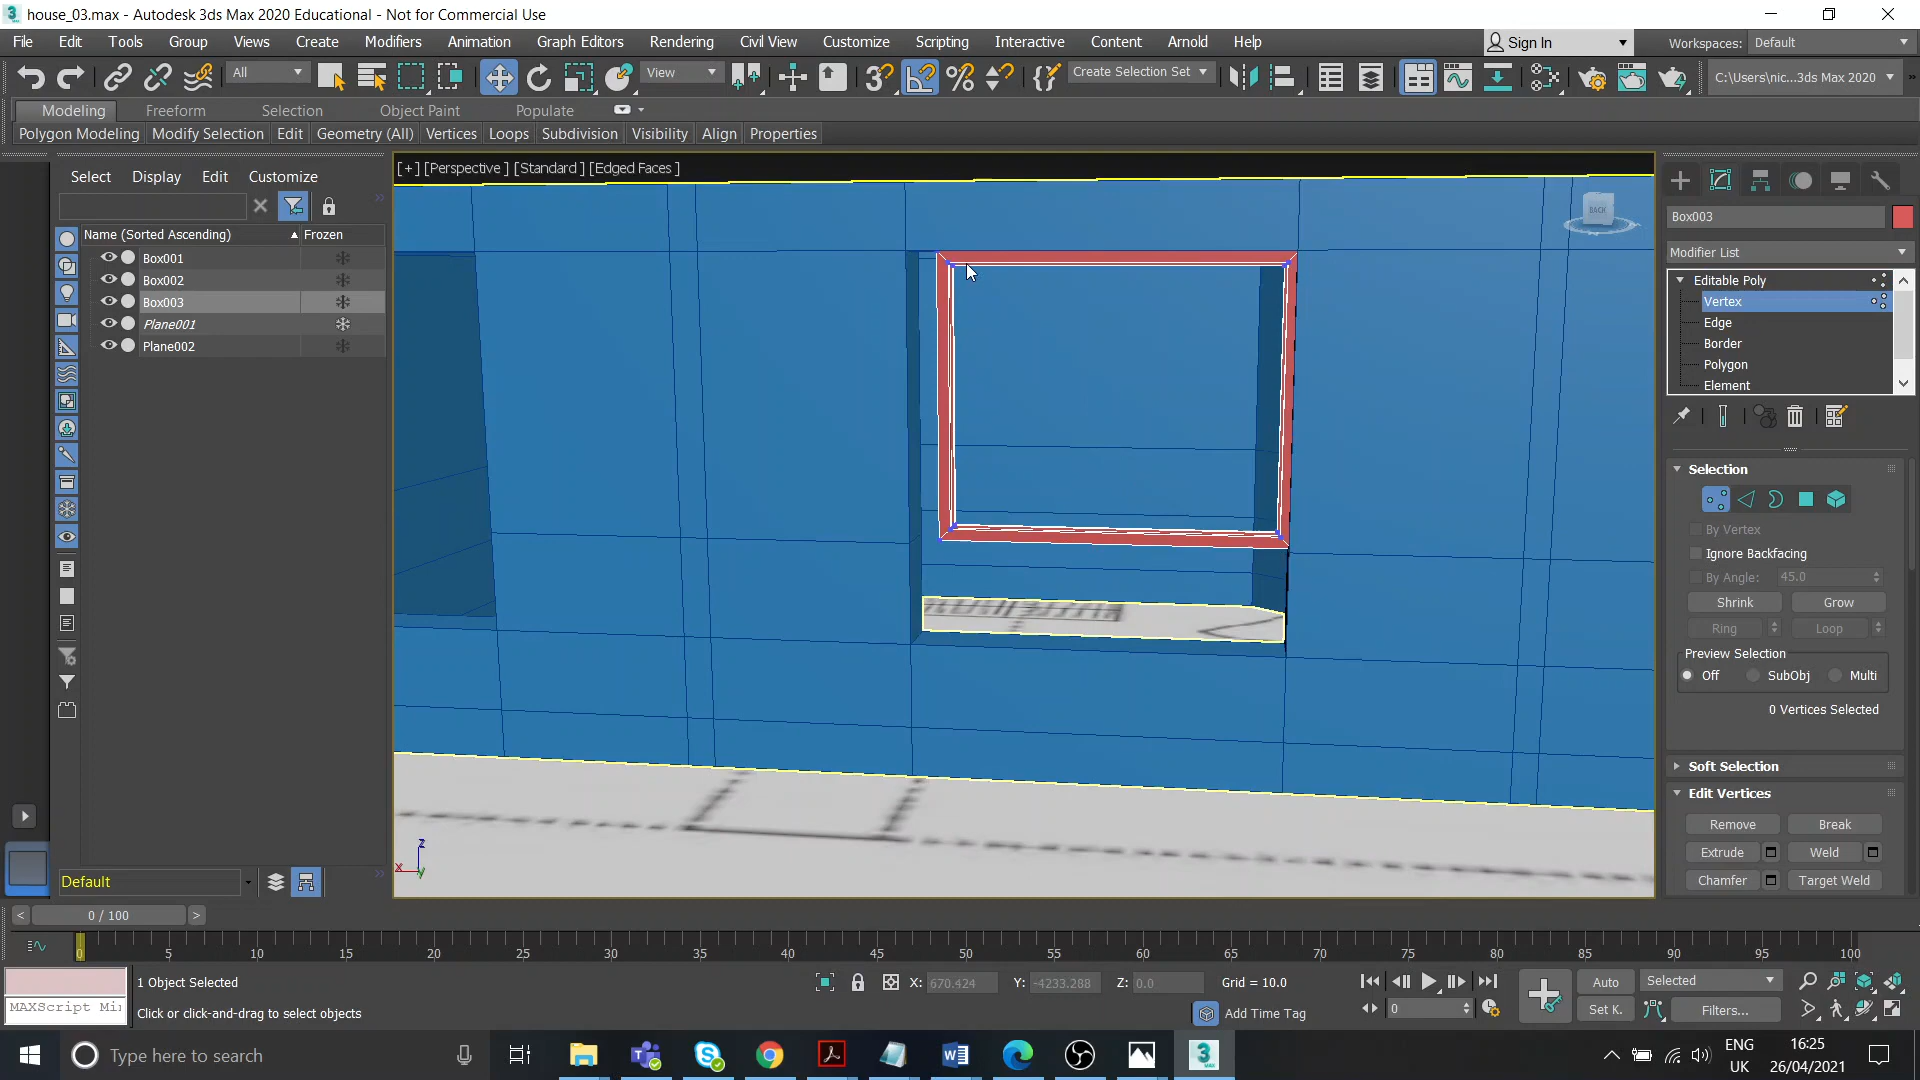 house_03.max - Autodesk 3ds Max 2020 Educational - Not for Commercial Use
File Edit Tools Group Views Create Modifiers Animation Graph Editors Rendering Civil View Customize Scripting Interactive Content Arnold Help
Sign In
Workspaces: Default
All
View
Create Selection Set
C:\Users\nic...3ds Max 2020
Modeling Freeform Selection Object Paint Populate
Polygon Modeling Modify Selection Edit Geometry (All) Vertices Loops Subdivision Visibility Align Properties
Select Display Edit Customize
Name (Sorted Ascending) Frozen
Box001
Box002
Box003
Plane001
Plane002
Default
[+] [Perspective ] [Standard ] [Edged Faces ]
BACK
z
x
y
Box003
Modifier List
Editable Poly
Vertex
Edge
Border
Polygon
Element
Selection
By Vertex
Ignore Backfacing
By Angle: 45.0
Shrink Grow
Ring Loop
Preview Selection
Off SubObj Multi
0 Vertices Selected
Soft Selection
Edit Vertices
Remove Break
Extrude Weld
Chamfer Target Weld
< 0 / 100 >
0 5 10 15 20 25 30 35 40 45 50 55 60 65 70 75 80 85 90 95 100
1 Object Selected
MAXScript Mi
Click or click-and-drag to select objects
X: 670.424 Y: -4233.288 Z: 0.0 Grid = 10.0
Add Time Tag
0
Auto Selected
Set K. Filters...
Type here to search
ENG
UK
16:25
26/04/2021